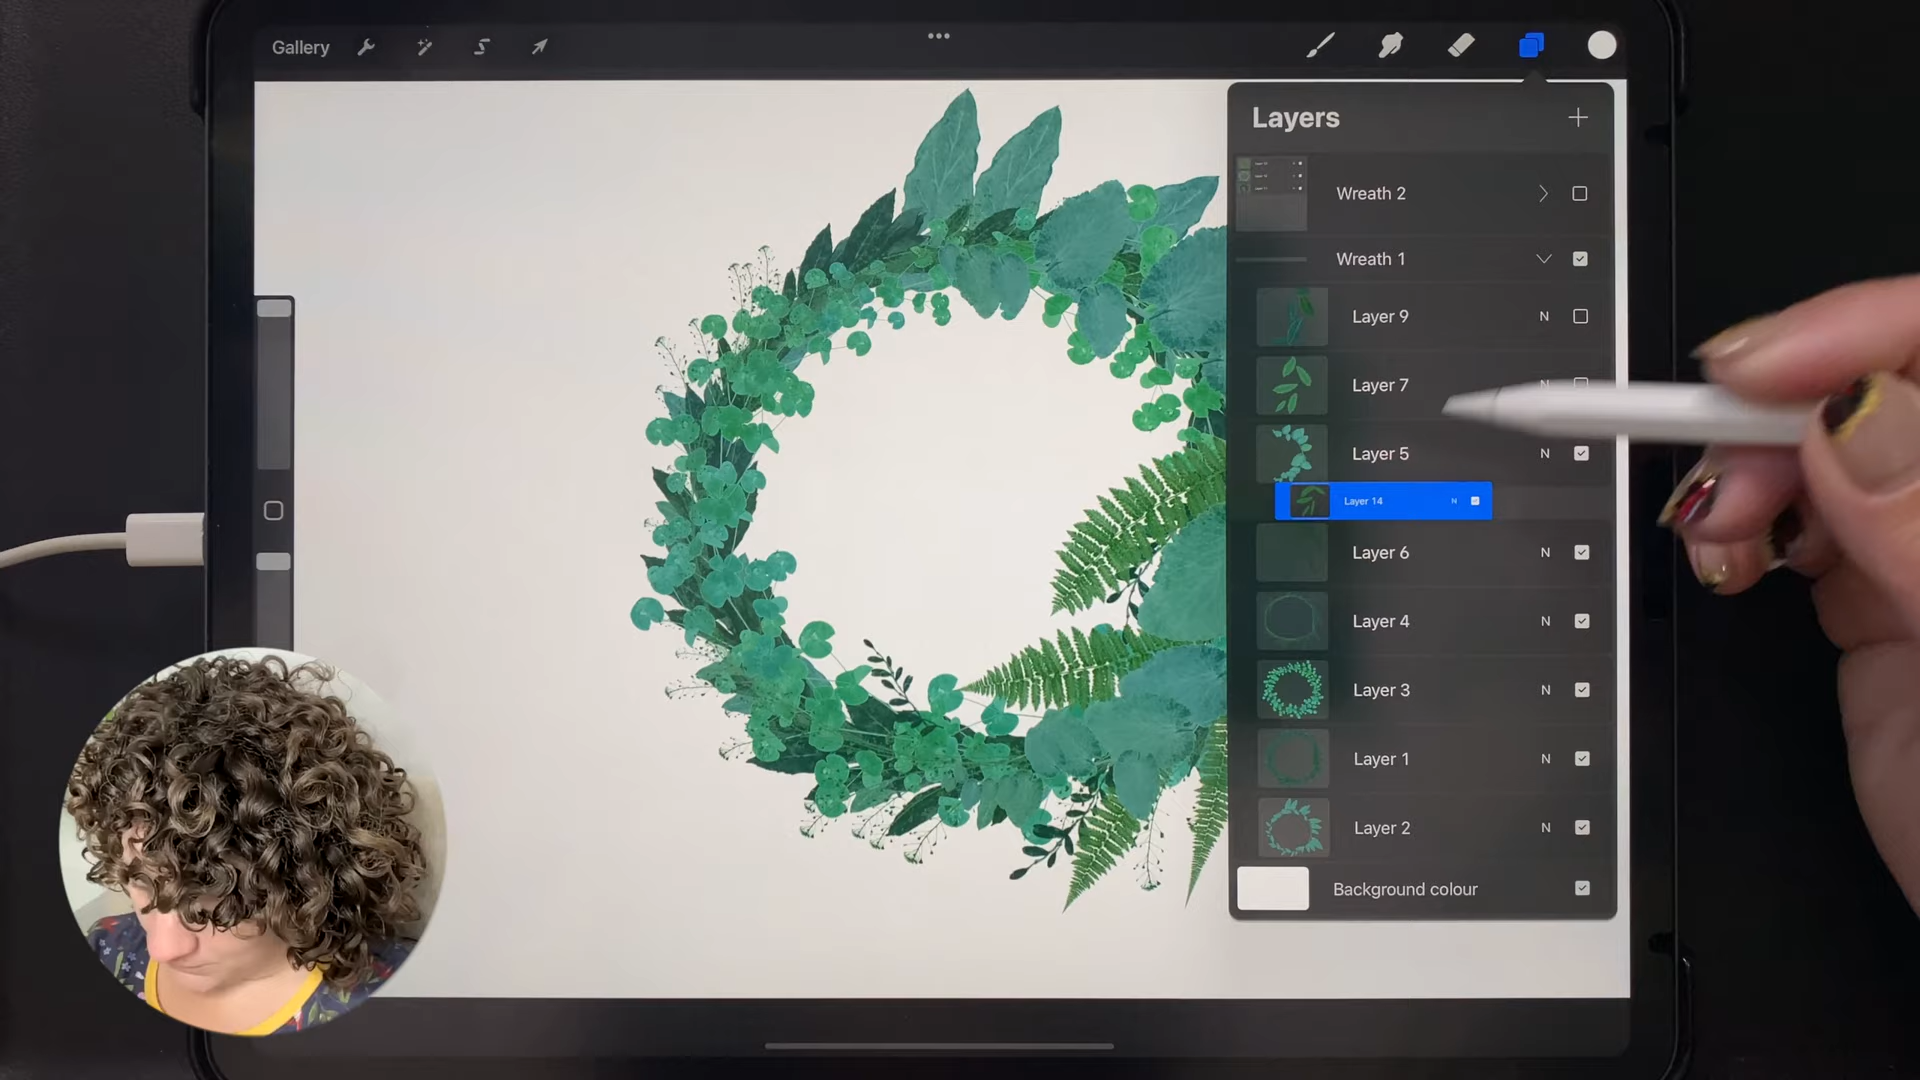 Gallery
Layers
Wreath 2
Wreath 1
Layer 9 N
Layer 7 N
Layer 5 N
Layer 14 N
Layer 6 N
Layer 4 N
Layer 3 N
Layer 1 N
Layer 2 N
Background colour